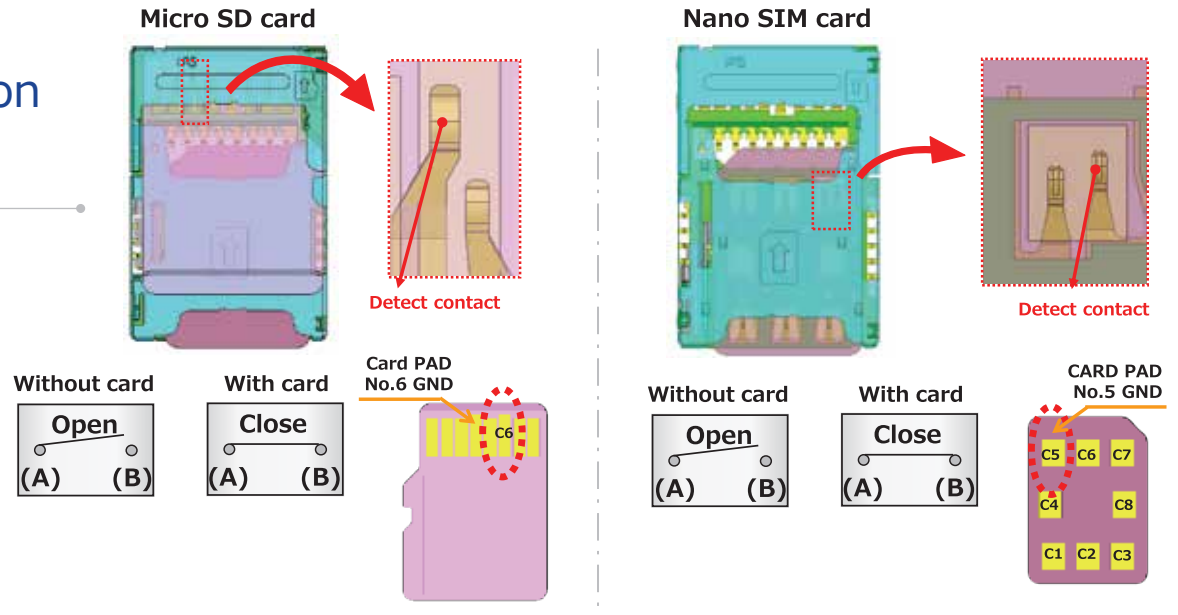 on
Micro SD card
Detect contact
Without card
Open
(A) (B)
With card
Close
(A) (B)
Card PAD
No.6 GND
C6
Nano SIM card
Detect contact
Without card
Open
(A) (B)
With card
Close
(A) (B)
CARD PAD
No.5 GND
C5 C6 C7
C4 C8
C1 C2 C3